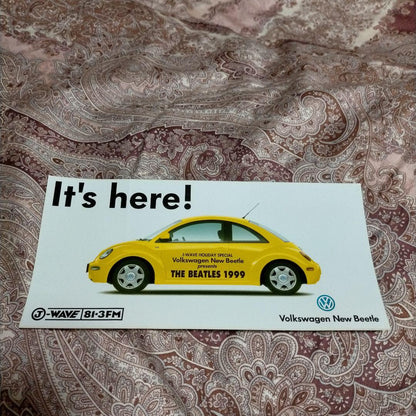 It's here!
J-WAVE HOLIDAY SPECIAL
Volkswagen New Beetle
presents
THE BEATLES 1999
J-WAVE 81.3FM
Volkswagen New Beetle